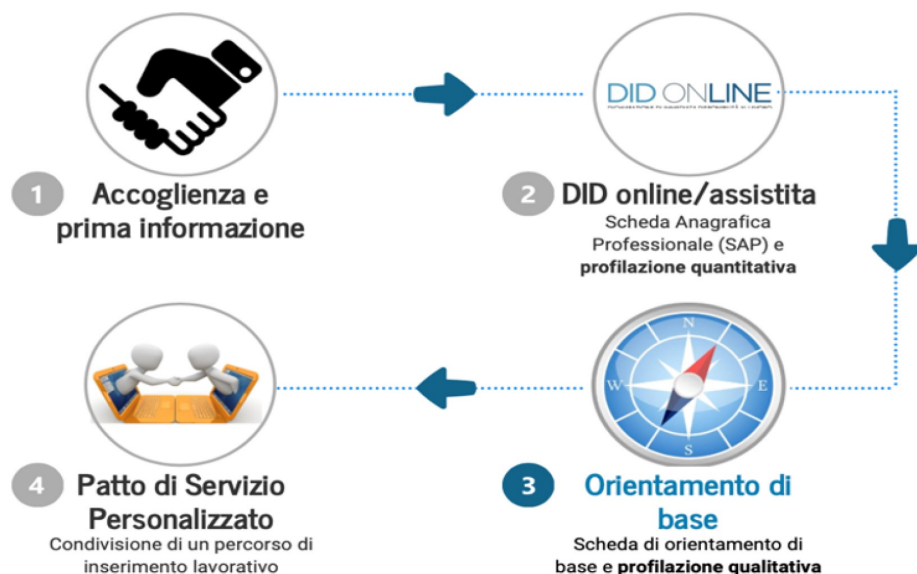 DID ONLINE
1
Accoglienza e
prima informazione
2
DID online/assistita
Scheda Anagrafica
Professionale (SAP) e
profilazione quantitativa
N
W
E
S
3
Orientamento di
base
Scheda di orientamento di
base e profilazione qualitativa
4
Patto di Servizio
Personalizzato
Condivisione di un percorso di
inserimento lavorativo